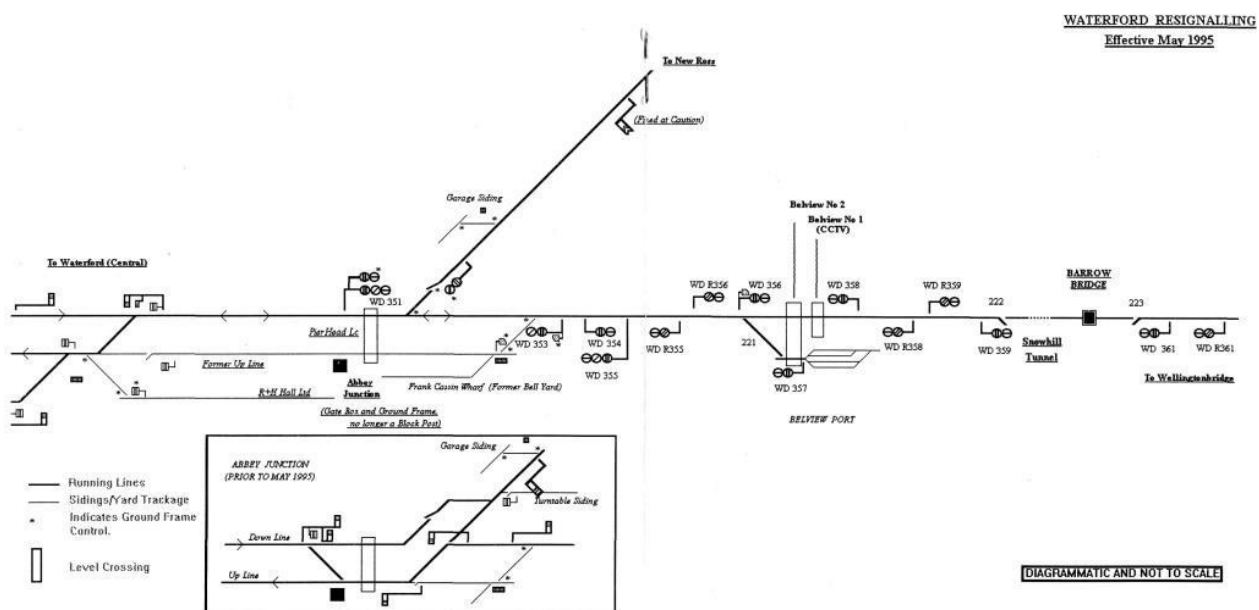 WATERFORD RESIGNALLING
Effective May 1995
To New Ross
(Fixed at Caution)
Garage Siding
Belview No 2
Belview No 1
(CCTV)
To Waterford (Central)
WD 351
WD R356
WD 356
WD 358
WD R359
BARROW
BRIDGE
222
223
Pier Head Lc
WD 353
WD 354
WD R355
221
WD R358
WD 359
Snowhill
Tunnel
WD 361
WD R361
WD 355
Former Up Line
Abbey
Junction
Frank Cassin Wharf (Former Bell Yard)
WD 357
To Wellingtonbridge
R+H Hall Ltd
(Gate Box and Ground Frame,
no longer a Block Post)
BELVIEW PORT
ABBEY JUNCTION
(PRIOR TO MAY 1995)
Garage Siding
Turntable Siding
Down Line
Up Line
Running Lines
Sidings/Yard Trackage
* Indicates Ground Frame
Control.
Level Crossing
DIAGRAMMATIC AND NOT TO SCALE